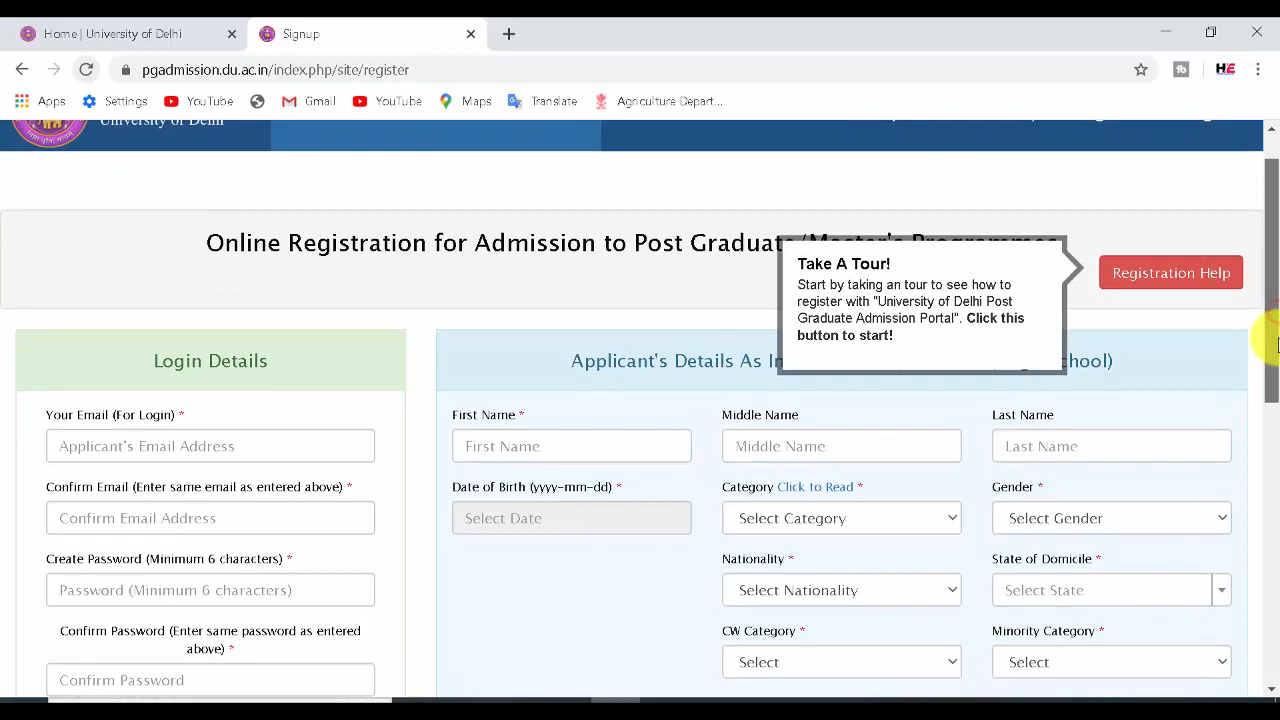 Home | University of Delhi
Signup
pgadmission.du.ac.in/index.php/site/register
Apps
Settings
YouTube
Gmail
YouTube
Maps
Translate
Agriculture Depart...
University of Delhi
Online Registration for Admission to Post Graduate/Master's Programmes
Take A Tour!
Start by taking an tour to see how to
register with "University of Delhi Post
Graduate Admission Portal". Click this
button to start!
Registration Help
Login Details
Your Email (For Login) *
Applicant's Email Address
Confirm Email (Enter same email as entered above) *
Confirm Email Address
Create Password (Minimum 6 characters) *
Password (Minimum 6 characters)
Confirm Password (Enter same password as entered
above) *
Confirm Password
Applicant's Details As In
chool)
First Name *
First Name
Middle Name
Middle Name
Last Name
Last Name
Date of Birth (yyyy-mm-dd) *
Select Date
Category Click to Read *
Select Category
Gender *
Select Gender
Nationality *
Select Nationality
State of Domicile *
Select State
CW Category *
Select
Minority Category *
Select